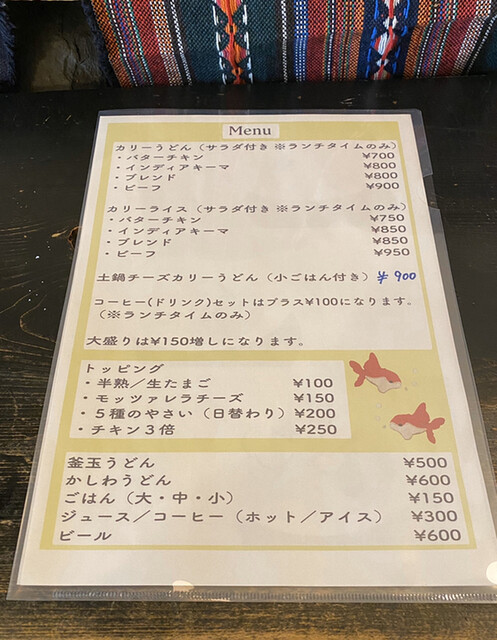 Menu
カリーうどん（サラダ付き ※ランチタイムのみ）
・バターチキン ¥700
・インディアキーマ ¥800
・ブレンド ¥800
・ビーフ ¥900
カリーライス（サラダ付き ※ランチタイムのみ）
・バターチキン ¥750
・インディアキーマ ¥850
・ブレンド ¥850
・ビーフ ¥950
土鍋チーズカリーうどん（小ごはん付き）¥900
コーヒー(ドリンク)セットはプラス¥100になります。
（※ランチタイムのみ）
大盛りは¥150増しになります。
トッピング
・半熟／生たまご ¥100
・モッツァレラチーズ ¥150
・５種のやさい（日替わり）¥200
・チキン３倍 ¥250
釜玉うどん ¥500
かしわうどん ¥600
ごはん（大・中・小） ¥150
ジュース／コーヒー（ホット／アイス） ¥300
ビール ¥600